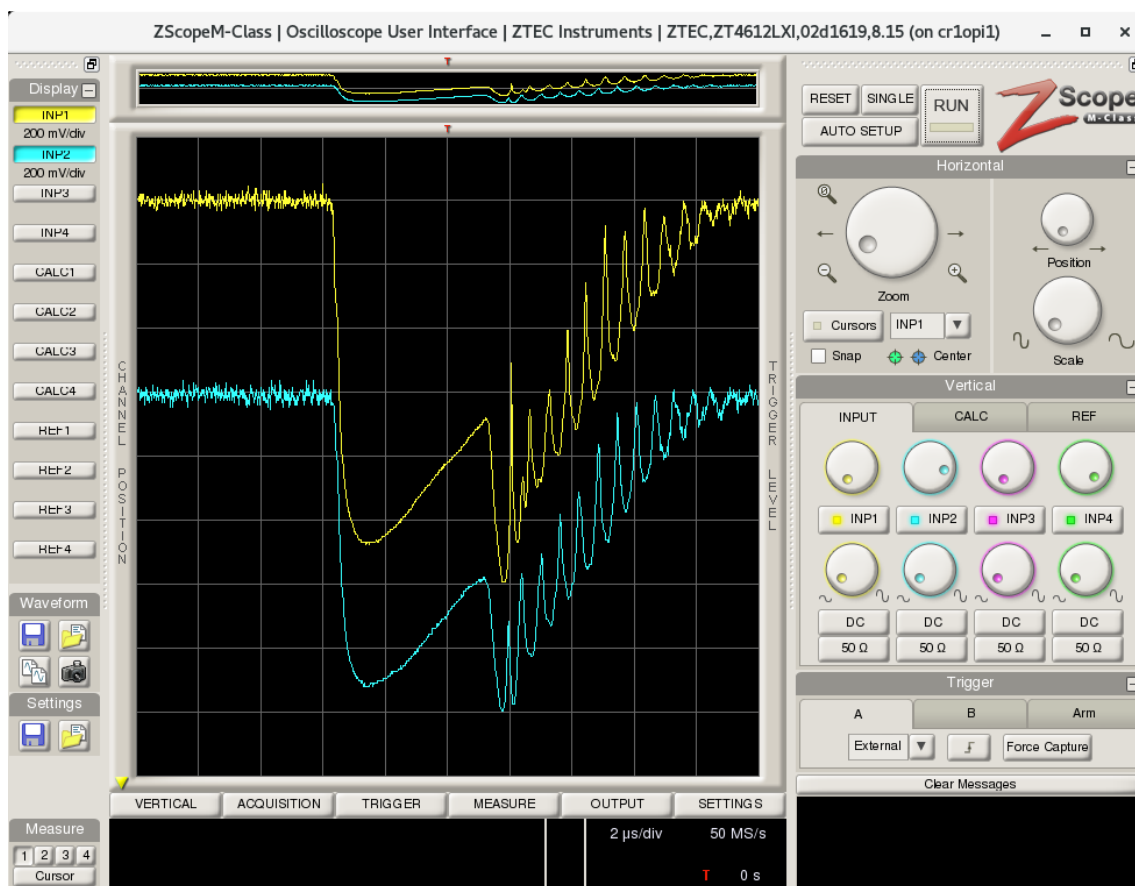 ZScopeM-Class | Oscilloscope User Interface | ZTEC Instruments | ZTEC,ZT4612LXI,02d1619,8.15 (on cr1opi1)
Display
INP1
200 mV/div
INP2
200 mV/div
INP3
INP4
CALC1
CALC2
CALC3
CALC4
REF1
REF2
REF3
REF4
Waveform
Settings
Measure
1 2 3 4
Cursor
T
T
CHANNEL POSITION
TRIGGER LEVEL
VERTICAL ACQUISITION TRIGGER MEASURE OUTPUT SETTINGS
2 µs/div 50 MS/s
T 0 s
RESET SINGLE RUN
AUTO SETUP
ZScope
M-Class
Horizontal
Zoom
Position
Cursors INP1
Snap Center
Scale
Vertical
INPUT CALC REF
INP1 INP2 INP3 INP4
DC DC DC DC
50 Ω 50 Ω 50 Ω 50 Ω
Trigger
A B Arm
External Force Capture
Clear Messages